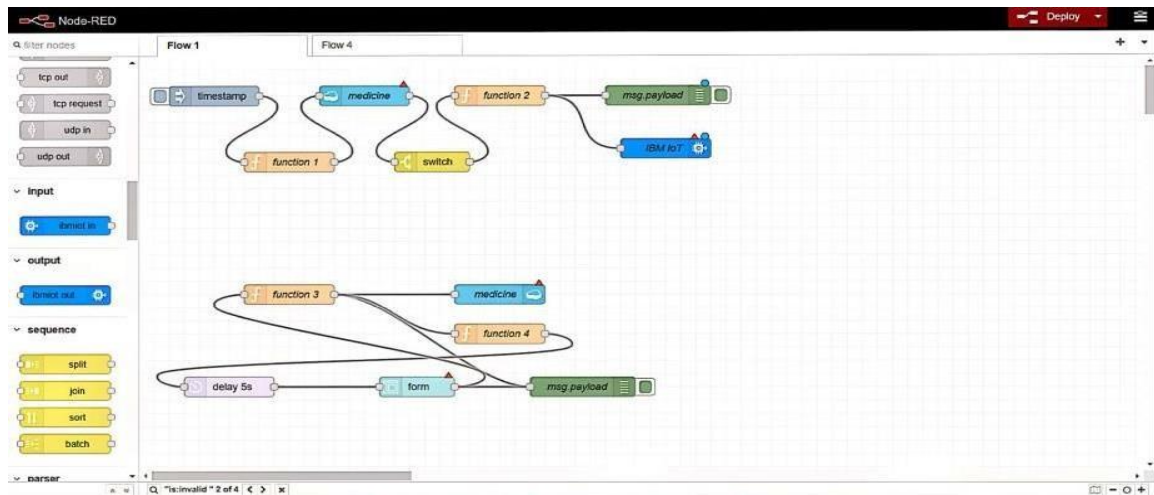 Node-RED
Deploy
filter nodes
Flow 1
Flow 4
tcp out
tcp request
udp in
udp out
input
ibmiot in
output
ibmiot out
sequence
split
join
sort
batch
parser
timestamp
function 1
medicine
switch
function 2
msg.payload
IBM IoT
function 3
medicine
function 4
delay 5s
form
msg.payload
"is:invalid " 2 of 4